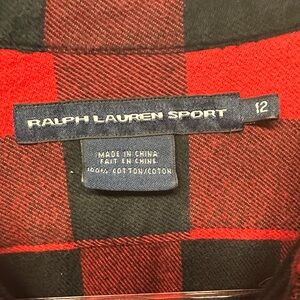 RALPH LAUREN SPORT
12
MADE IN CHINA
FAIT EN CHINE
100% COTTON/COTON